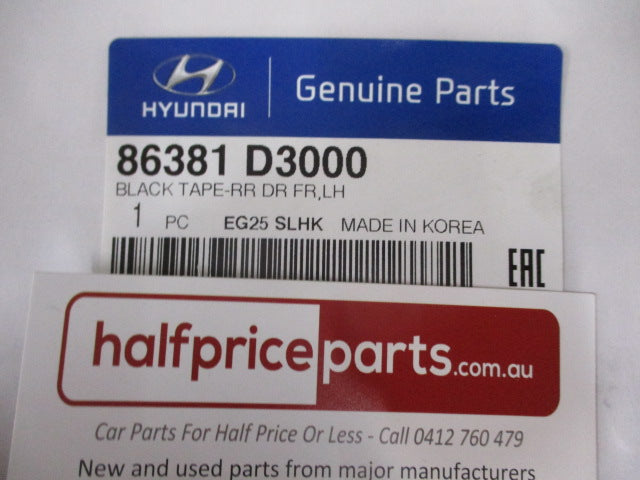 HYUNDAI
Genuine Parts
86381 D3000
BLACK TAPE-RR DR FR,LH
1 PC EG25 SLHK MADE IN KOREA
EAC
halfpriceparts.com.au
Car Parts For Half Price Or Less - Call 0412 760 479
New and used parts from major manufacturers